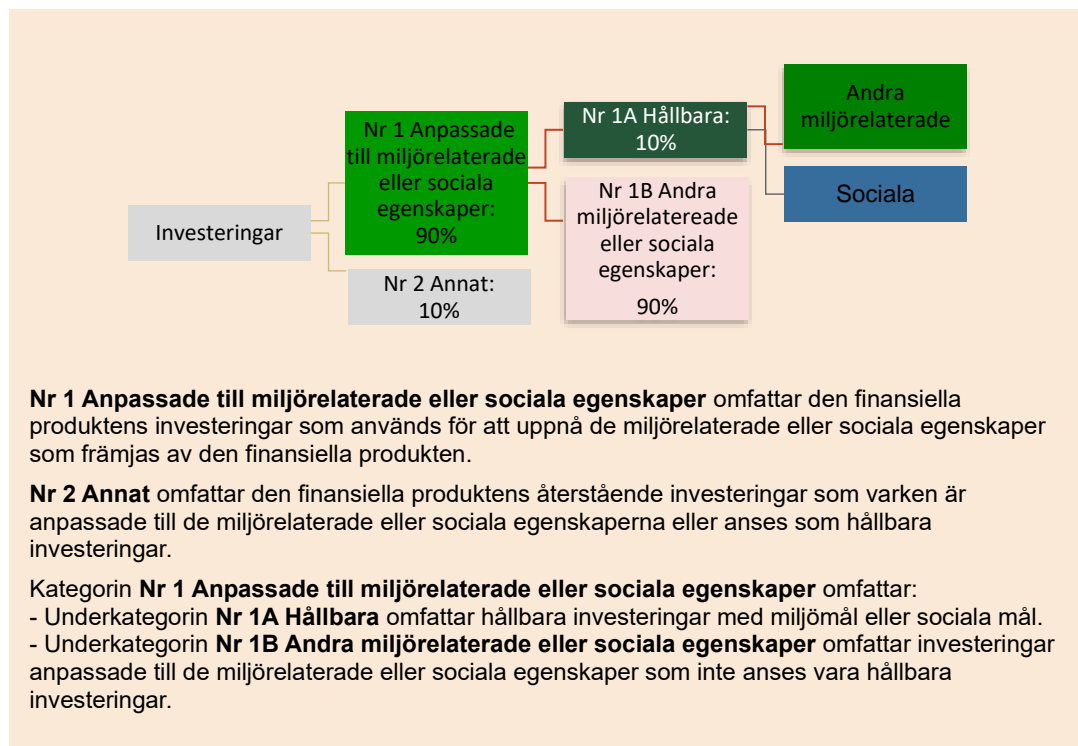 Investeringar
Nr 1 Anpassade
till miljörelaterade
eller sociala
egenskaper:
90%
Nr 2 Annat:
10%
Nr 1A Hållbara:
10%
Nr 1B Andra
miljörelatereade
eller sociala
egenskaper:
90%
Andra
miljörelaterade
Sociala
Nr 1 Anpassade till miljörelaterade eller sociala egenskaper omfattar den finansiella
produktens investeringar som används för att uppnå de miljörelaterade eller sociala egenskaper
som främjas av den finansiella produkten.
Nr 2 Annat omfattar den finansiella produktens återstående investeringar som varken är
anpassade till de miljörelaterade eller sociala egenskaperna eller anses som hållbara
investeringar.
Kategorin Nr 1 Anpassade till miljörelaterade eller sociala egenskaper omfattar:
- Underkategorin Nr 1A Hållbara omfattar hållbara investeringar med miljömål eller sociala mål.
- Underkategorin Nr 1B Andra miljörelaterade eller sociala egenskaper omfattar investeringar
anpassade till de miljörelaterade eller sociala egenskaper som inte anses vara hållbara
investeringar.